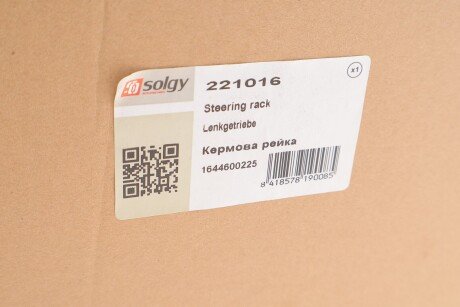 solgy
221016
x1
Steering rack
Lenkgetriebe
Кермова рейка
1644600225
8 418578 190085